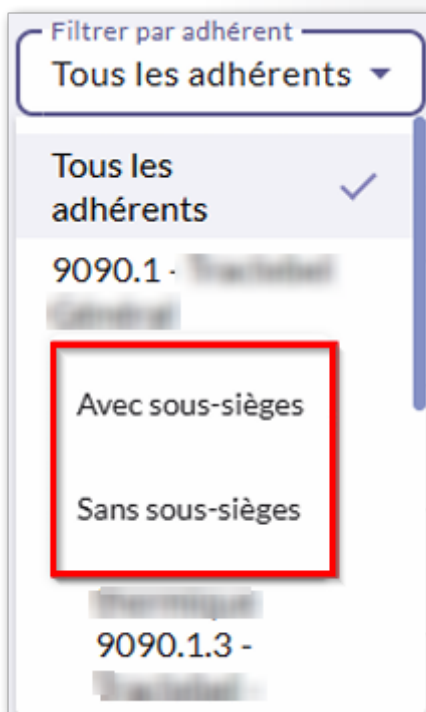 Filtrer par adhérent
Tous les adhérents
Tous les
adhérents
9090.1 -
Avec sous-sièges
Sans sous-sièges
9090.1.3 -